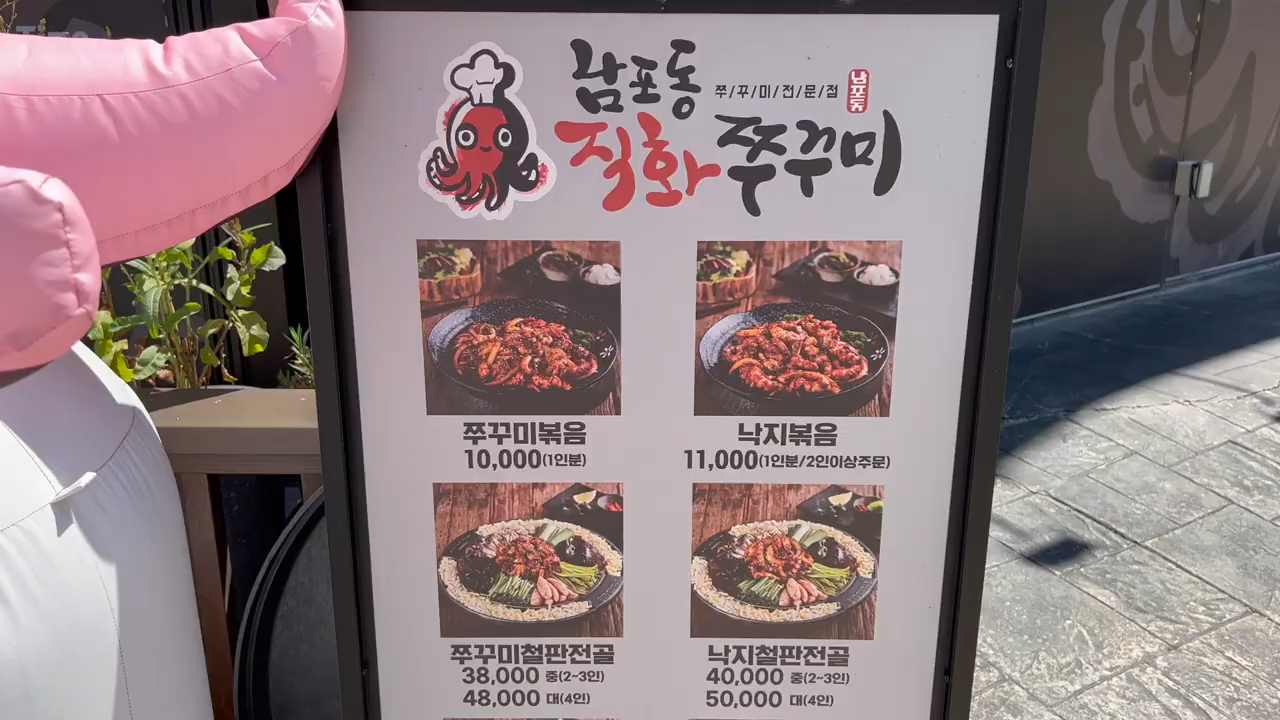 남포동
쭈/꾸/미/전/문/점
남포동
직화쭈꾸미
쭈꾸미볶음
10,000(1인분)
낙지볶음
11,000(1인분/2인이상주문)
쭈꾸미철판전골
38,000 중(2~3인)
48,000 대(4인)
낙지철판전골
40,000 중(2~3인)
50,000 대(4인)